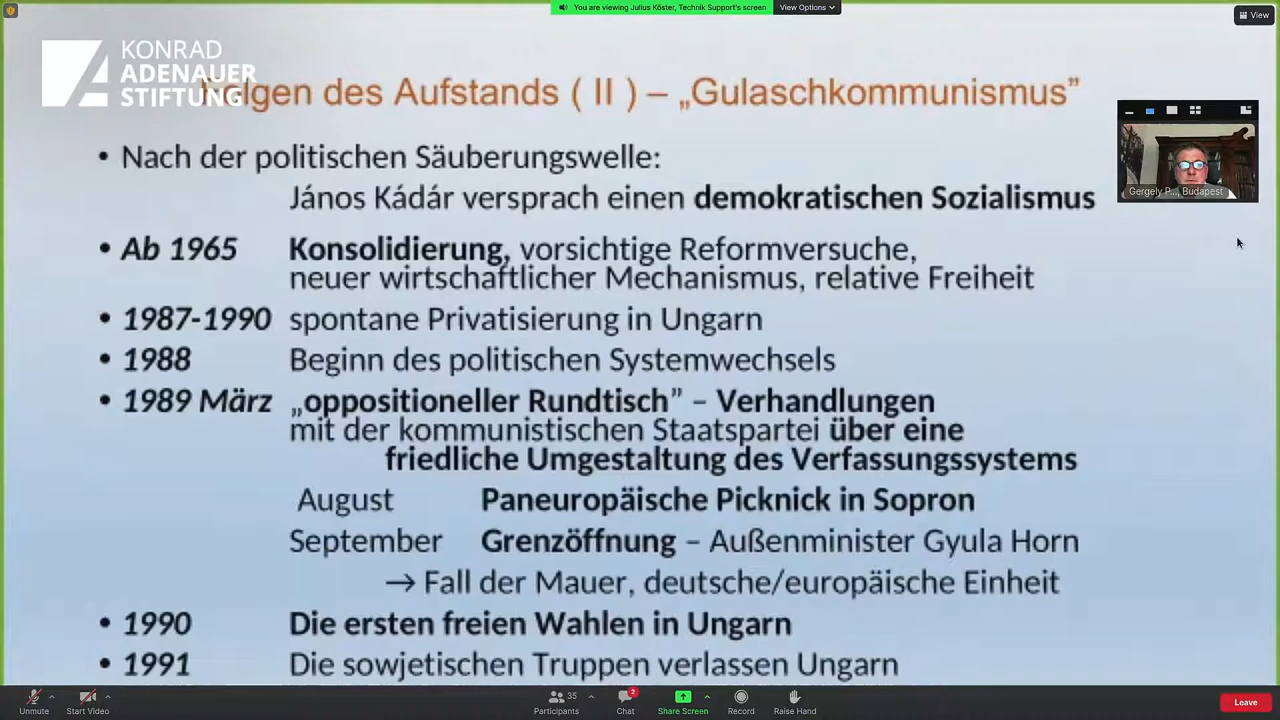 You are viewing Julius Köster, Technik Support's screen
View Options
View
KONRAD
ADENAUER
STIFTUNG
Folgen des Aufstands ( II ) – „Gulaschkommunismus”
• Nach der politischen Säuberungswelle:
János Kádár versprach einen demokratischen Sozialismus
Gergely P..., Budapest
• Ab 1965 Konsolidierung, vorsichtige Reformversuche,
neuer wirtschaftlicher Mechanismus, relative Freiheit
• 1987-1990 spontane Privatisierung in Ungarn
• 1988 Beginn des politischen Systemwechsels
• 1989 März „oppositioneller Rundtisch” – Verhandlungen
mit der kommunistischen Staatspartei über eine
friedliche Umgestaltung des Verfassungssystems
August Paneuropäische Picknick in Sopron
September Grenzöffnung – Außenminister Gyula Horn
→ Fall der Mauer, deutsche/europäische Einheit
• 1990 Die ersten freien Wahlen in Ungarn
• 1991 Die sowjetischen Truppen verlassen Ungarn
Unmute
Start Video
35
Participants
2
Chat
Share Screen
Record
Raise Hand
Leave